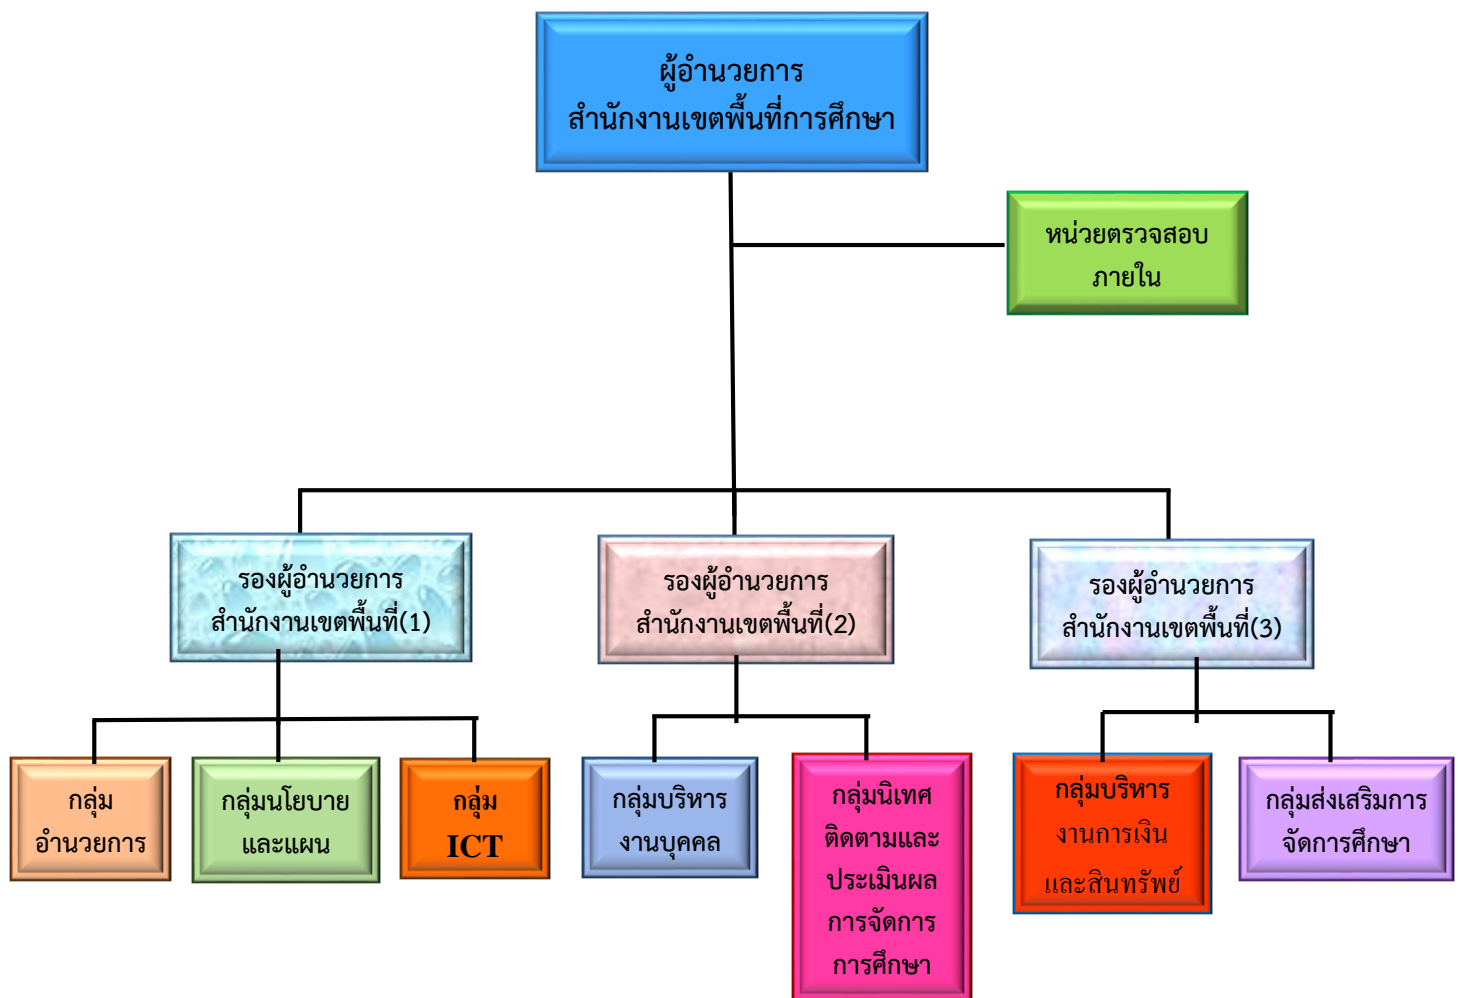 ผู้อำนวยการ
สำนักงานเขตพื้นที่การศึกษา
หน่วยตรวจสอบ
ภายใน
รองผู้อำนวยการ
สำนักงานเขตพื้นที่(1)
รองผู้อำนวยการ
สำนักงานเขตพื้นที่(2)
รองผู้อำนวยการ
สำนักงานเขตพื้นที่(3)
กลุ่ม
อำนวยการ
กลุ่มนโยบาย
และแผน
กลุ่ม
ICT
กลุ่มบริหาร
งานบุคคล
กลุ่มนิเทศ
ติดตามและ
ประเมินผล
การจัดการ
การศึกษา
กลุ่มบริหาร
งานการเงิน
และสินทรัพย์
กลุ่มส่งเสริมการ
จัดการศึกษา